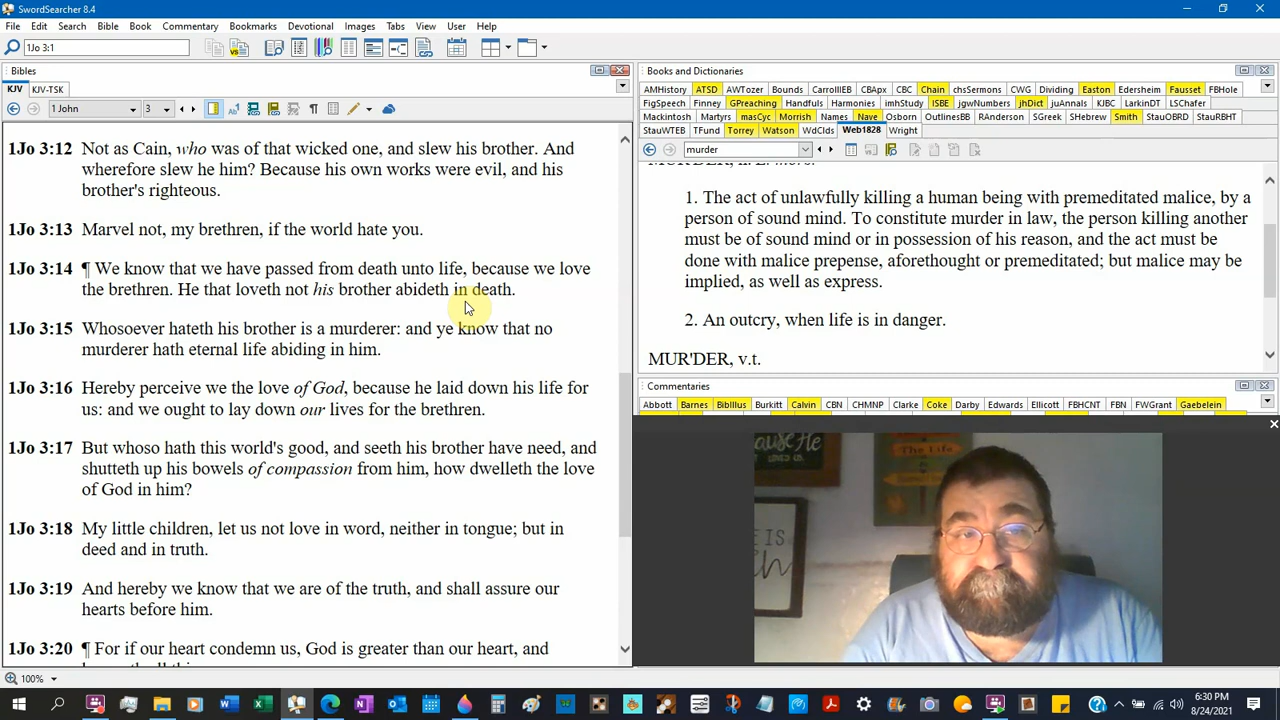 SwordSearcher 8.4
File Edit Search Bible Book Commentary Bookmarks Devotional Images Tabs View User Help
1Jo 3:1
Bibles
KJV KJV-TSK
1 John 3
1Jo 3:12 Not as Cain, who was of that wicked one, and slew his brother. And
wherefore slew he him? Because his own works were evil, and his
brother's righteous.
1Jo 3:13 Marvel not, my brethren, if the world hate you.
1Jo 3:14 ¶ We know that we have passed from death unto life, because we love
the brethren. He that loveth not his brother abideth in death.
1Jo 3:15 Whosoever hateth his brother is a murderer: and ye know that no
murderer hath eternal life abiding in him.
1Jo 3:16 Hereby perceive we the love of God, because he laid down his life for
us: and we ought to lay down our lives for the brethren.
1Jo 3:17 But whoso hath this world's good, and seeth his brother have need, and
shutteth up his bowels of compassion from him, how dwelleth the love
of God in him?
1Jo 3:18 My little children, let us not love in word, neither in tongue; but in
deed and in truth.
1Jo 3:19 And hereby we know that we are of the truth, and shall assure our
hearts before him.
1Jo 3:20 ¶ For if our heart condemn us, God is greater than our heart, and
100%
Books and Dictionaries
AMHistory ATSD AWTozer Bounds CarrollEIB CBApx CBC Chain chsSermons CWG Dividing Easton Edersheim Fausset FBHole
FigSpeech Finney GPreaching Handfuls Harmonies imhStudy ISBE jgwNumbers jhDict juAnnals KJBC LarkinDT LSChafer
Mackintosh Martyrs masCyc Morrish Names Nave Osborn OutlinesBB RAnderson SGreek SHebrew Smith StauOBRD StauRBHT
StauWTEB TFund Torrey Watson WdClds Web1828 Wright
murder
1. The act of unlawfully killing a human being with premeditated malice, by a
person of sound mind. To constitute murder in law, the person killing another
must be of sound mind or in possession of his reason, and the act must be
done with malice prepense, aforethought or premeditated; but malice may be
implied, as well as express.
2. An outcry, when life is in danger.
MUR'DER, v.t.
Commentaries
Abbott Barnes BibIllus Burkitt Calvin CBN CHMNP Clarke Coke Darby Edwards Ellicott FBHCNT FBN FWGrant Gaebelein
LOVED US.
The Life
6:30 PM
8/24/2021